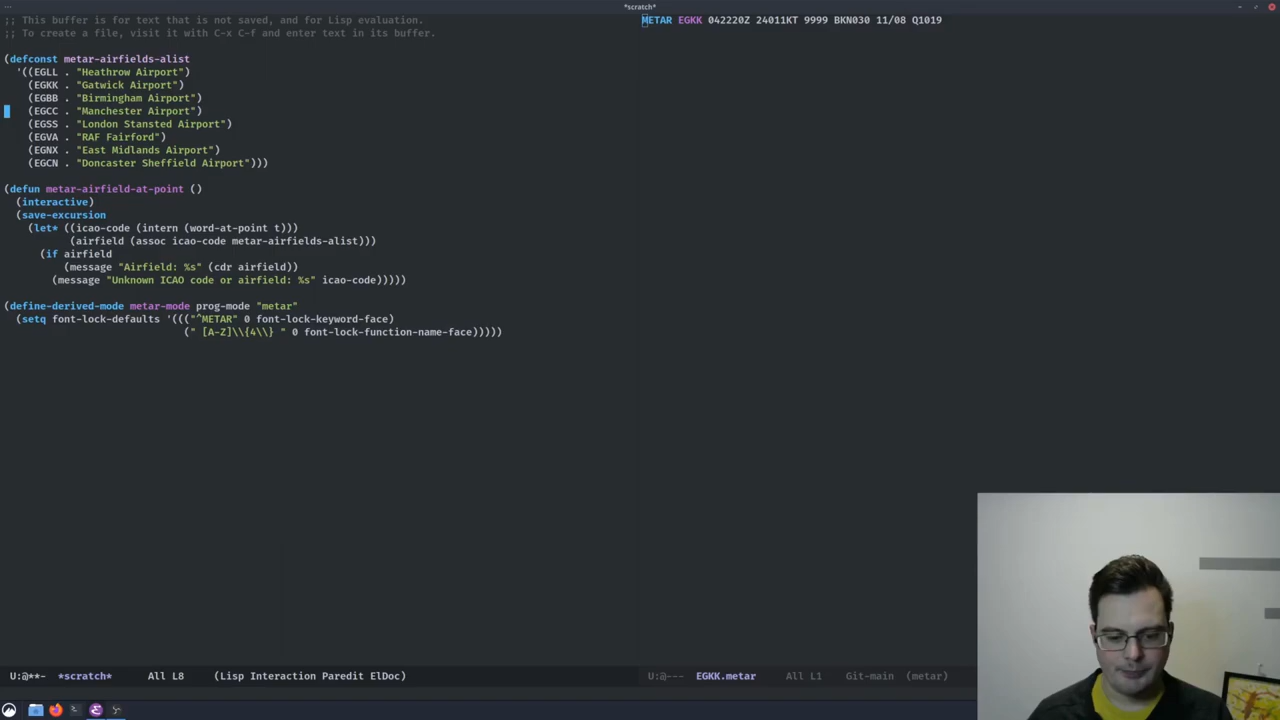 *scratch*
;; This buffer is for text that is not saved, and for Lisp evaluation.
;; To create a file, visit it with C-x C-f and enter text in its buffer.
(defconst metar-airfields-alist
'((EGLL . "Heathrow Airport")
(EGKK . "Gatwick Airport")
(EGBB . "Birmingham Airport")
(EGCC . "Manchester Airport")
(EGSS . "London Stansted Airport")
(EGVA . "RAF Fairford")
(EGNX . "East Midlands Airport")
(EGCN . "Doncaster Sheffield Airport")))
(defun metar-airfield-at-point ()
(interactive)
(save-excursion
(let* ((icao-code (intern (word-at-point t)))
(airfield (assoc icao-code metar-airfields-alist)))
(if airfield
(message "Airfield: %s" (cdr airfield))
(message "Unknown ICAO code or airfield: %s" icao-code)))))
(define-derived-mode metar-mode prog-mode "metar"
(setq font-lock-defaults '((("^METAR" 0 font-lock-keyword-face)
(" [A-Z]\\{4\\} " 0 font-lock-function-name-face)))))
U:@**- *scratch* All L8 (Lisp Interaction Paredit ElDoc)
METAR EGKK 042220Z 24011KT 9999 BKN030 11/08 Q1019
U:@--- EGKK.metar All L1 Git-main (metar)